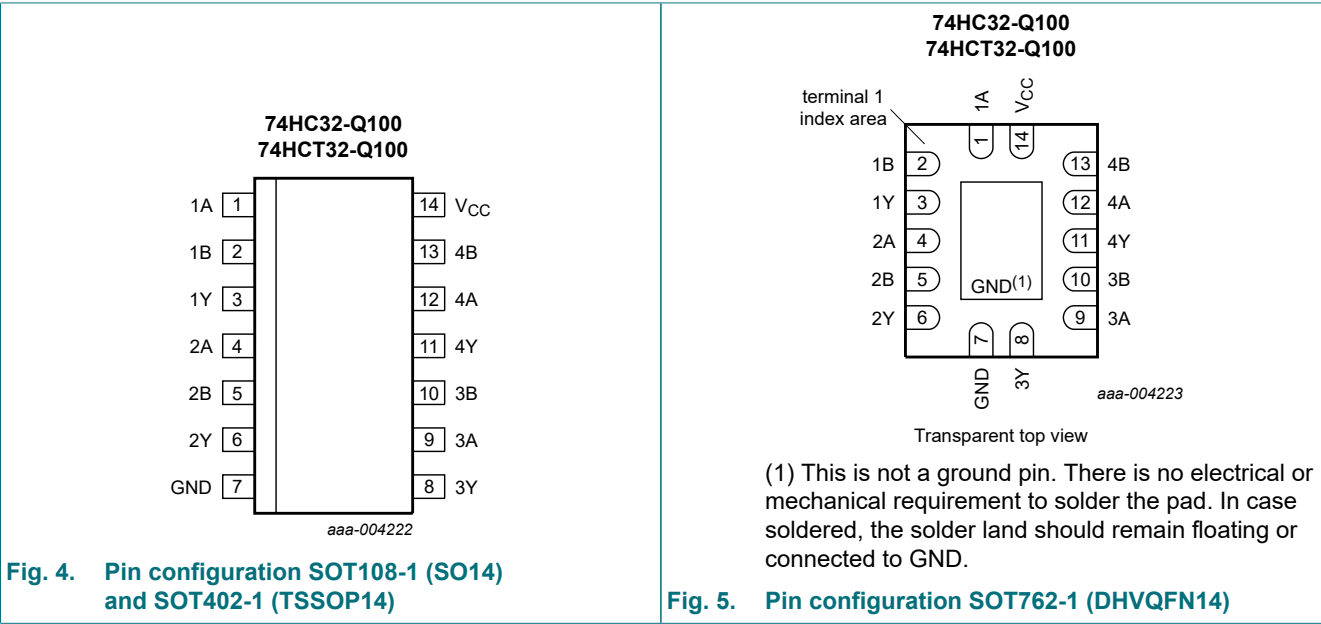 74HC32-Q100
74HCT32-Q100
1A 1
14 VCC
1B 2
13 4B
1Y 3
12 4A
2A 4
11 4Y
2B 5
10 3B
2Y 6
9 3A
GND 7
8 3Y
aaa-004222
Fig. 4. Pin configuration SOT108-1 (SO14)
and SOT402-1 (TSSOP14)
74HC32-Q100
74HCT32-Q100
terminal 1
index area
1A
VCC
1
14
1B 2
13 4B
1Y 3
12 4A
2A 4
11 4Y
2B 5
10 3B
2Y 6
9 3A
GND(1)
7
8
GND
3Y
aaa-004223
Transparent top view
(1) This is not a ground pin. There is no electrical or
mechanical requirement to solder the pad. In case
soldered, the solder land should remain floating or
connected to GND.
Fig. 5. Pin configuration SOT762-1 (DHVQFN14)